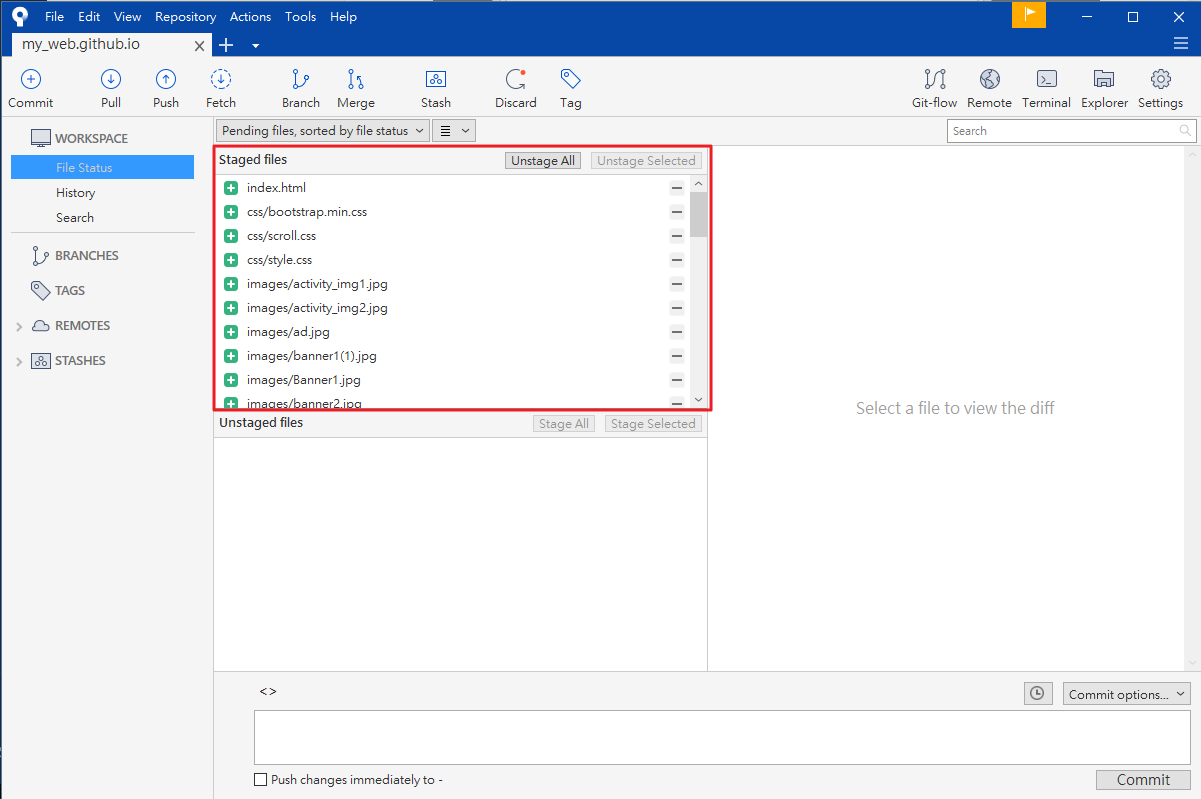 File Edit View Repository Actions Tools Help
my_web.github.io
Commit Pull Push Fetch Branch Merge Stash Discard Tag Git-flow Remote Terminal Explorer Settings
WORKSPACE
File Status
History
Search
BRANCHES
TAGS
REMOTES
STASHES
Pending files, sorted by file status
Search
Staged files Unstage All Unstage Selected
index.html
css/bootstrap.min.css
css/scroll.css
css/style.css
images/activity_img1.jpg
images/activity_img2.jpg
images/ad.jpg
images/banner1(1).jpg
images/Banner1.jpg
images/banner2.jpg
Unstaged files Stage All Stage Selected
Select a file to view the diff
<>
Commit options...
Push changes immediately to -
Commit